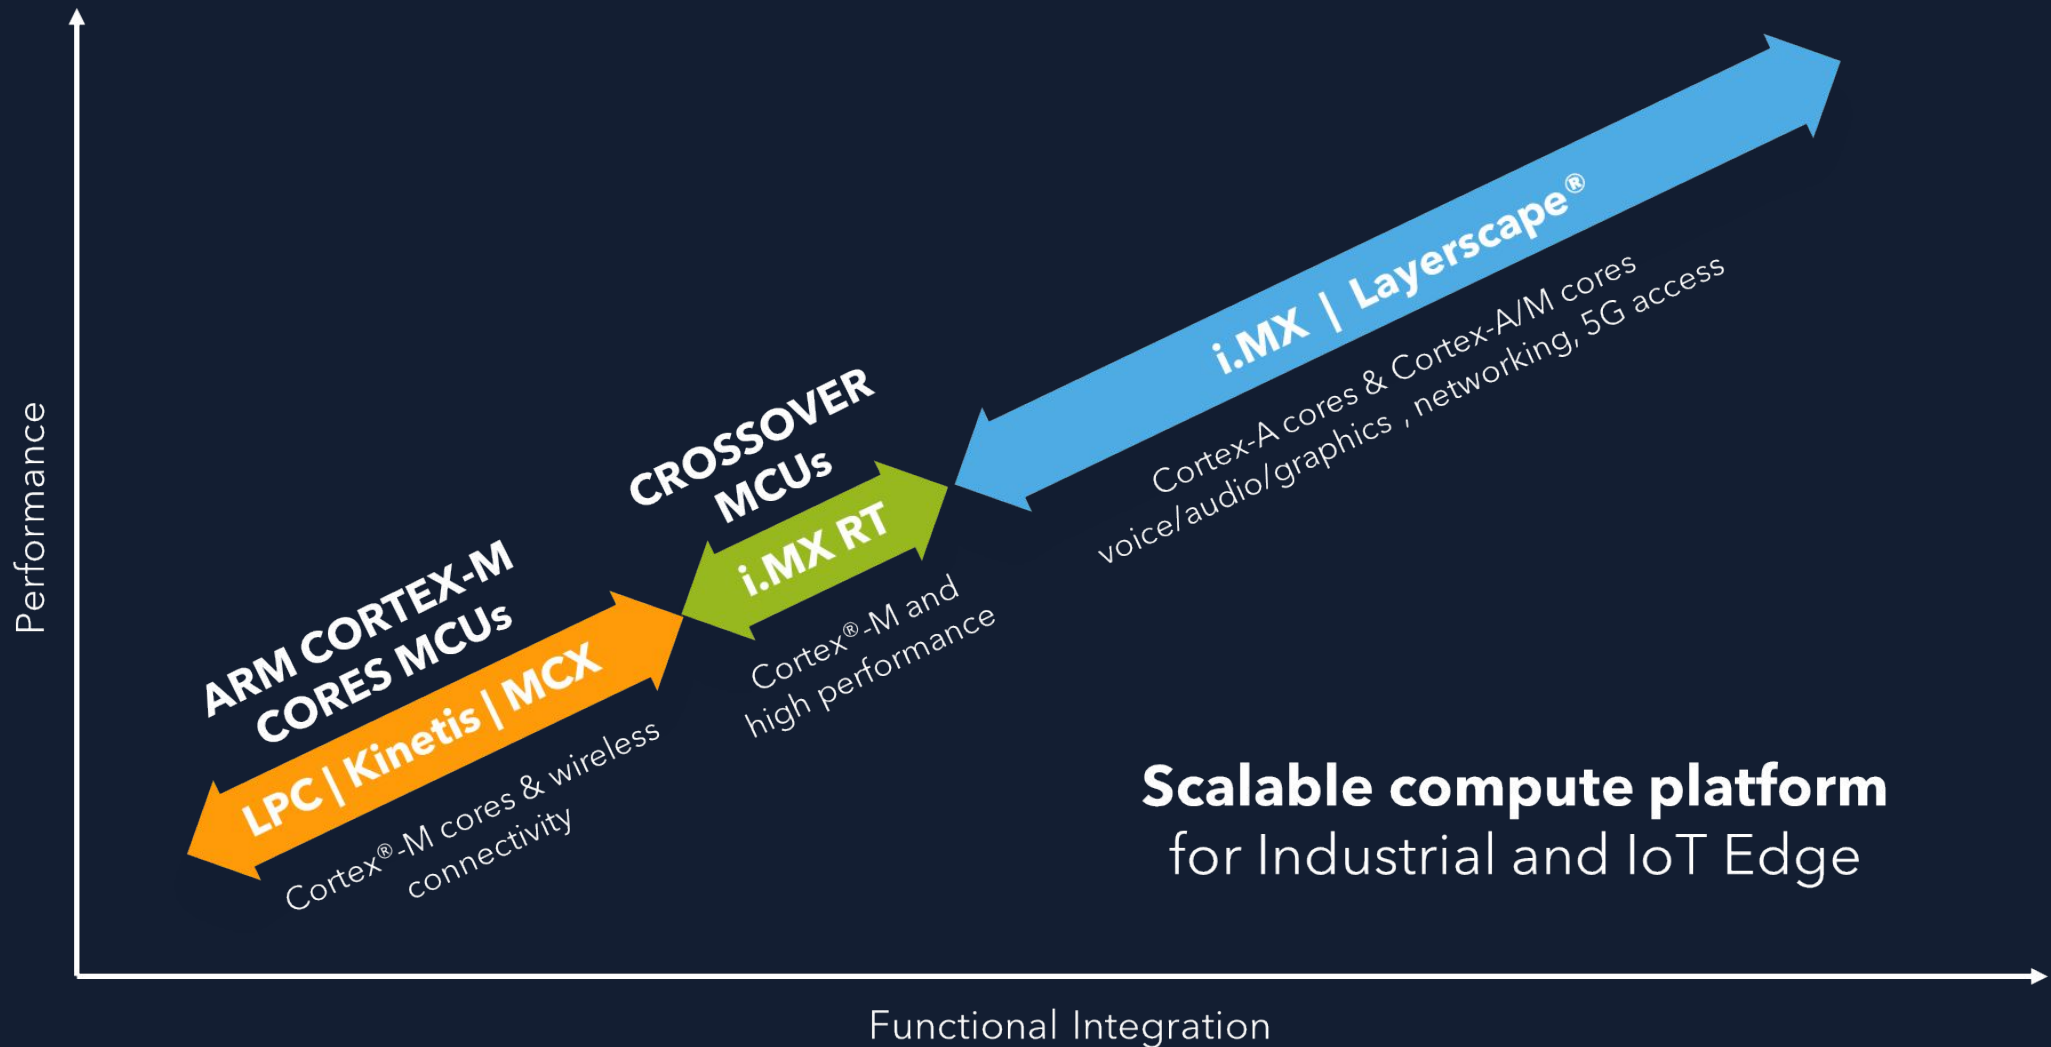 Performance
ARM CORTEX-M
CORES MCUs
LPC | Kinetis | MCX
Cortex®-M cores & wireless
connectivity
CROSSOVER
MCUs
i.MX RT
Cortex®-M and
high performance
i.MX | Layerscape®
Cortex-A cores & Cortex-A/M cores
voice/audio/graphics , networking, 5G access
Scalable compute platform
for Industrial and IoT Edge
Functional Integration